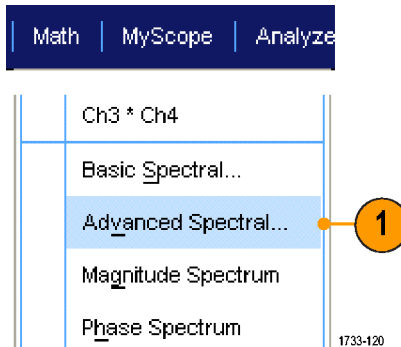 Math | MyScope | Analyze
Ch3 * Ch4
Basic Spectral...
Advanced Spectral...
1
Magnitude Spectrum
Phase Spectrum
1733-120